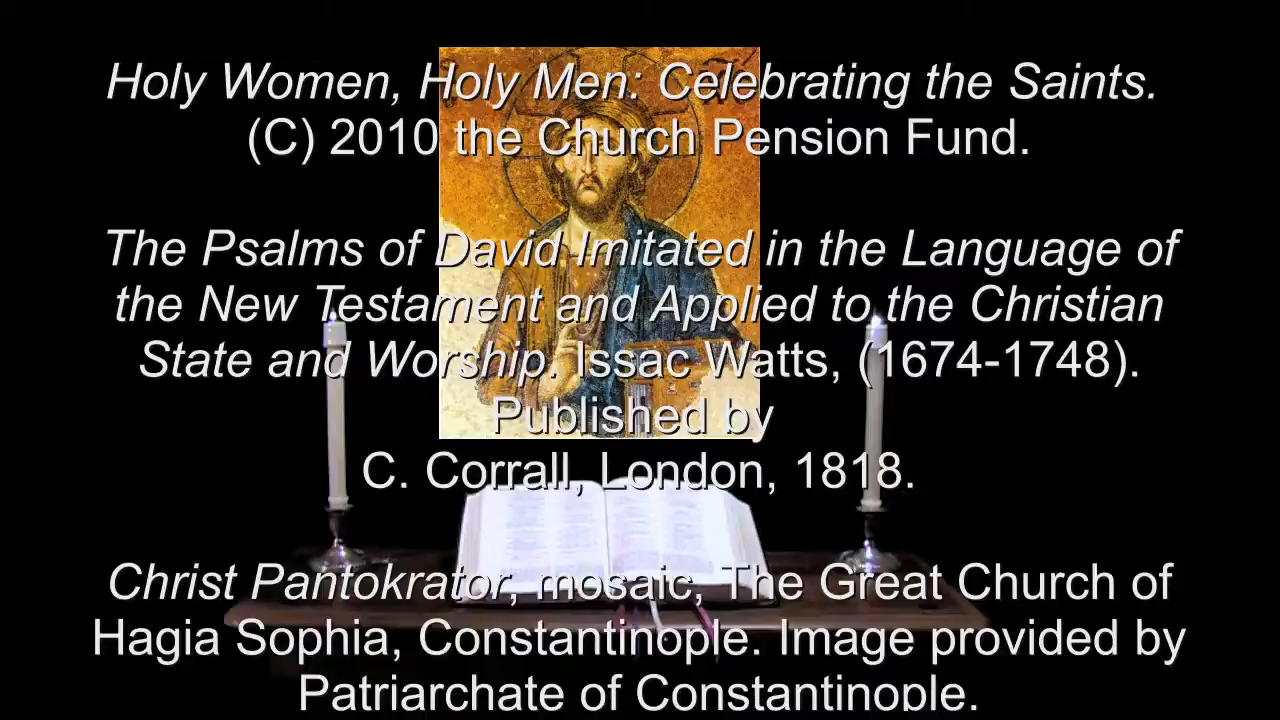 Holy Women, Holy Men: Celebrating the Saints.
(C) 2010 the Church Pension Fund.
The Psalms of David Imitated in the Language of
the New Testament and Applied to the Christian
State and Worship. Issac Watts, (1674-1748).
Published by
C. Corrall, London, 1818.
Christ Pantokrator, mosaic, The Great Church of
Hagia Sophia, Constantinople. Image provided by
Patriarchate of Constantinople.